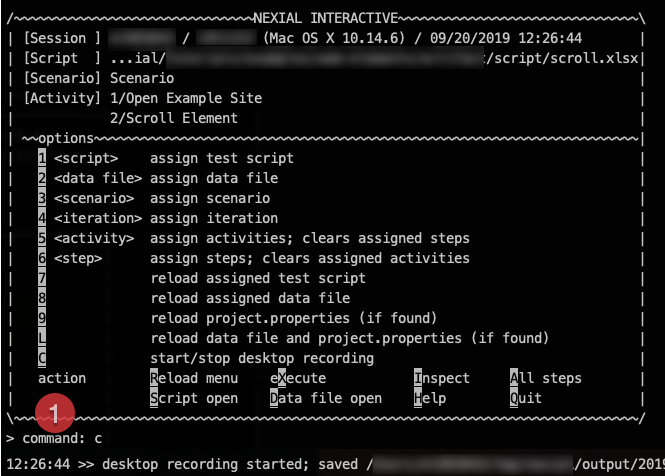 /~~~~~~~~~~~~~~~~~~~~~~~~~~~~~~NEXIAL INTERACTIVE~~~~~~~~~~~~~~~~~~~~~~~~~~~~~~\
| [Session ] / (Mac OS X 10.14.6) / 09/20/2019 12:26:44 |
| [Script  ] ...ial/ /script/scroll.xlsx|
| [Scenario] Scenario |
| [Activity] 1/Open Example Site |
| 2/Scroll Element |
| ~~options~~~~~~~~~~~~~~~~~~~~~~~~~~~~~~~~~~~~~~~~~~~~~~~~~~~~~~~~~~~~~~~~~~~~|
| 1 <script> assign test script |
| 2 <data file> assign data file |
| 3 <scenario> assign scenario |
| 4 <iteration> assign iteration |
| 5 <activity> assign activities; clears assigned steps |
| 6 <step> assign steps; clears assigned activities |
| 7 reload assigned test script |
| 8 reload assigned data file |
| 9 reload project.properties (if found) |
| L reload data file and project.properties (if found) |
| C start/stop desktop recording |
| action Reload menu eXecute Inspect All steps |
| Script open Data file open Help Quit |
1
\~~~~~~~~~~~~~~~~~~~~~~~~~~~~~~~~~~~~~~~~~~~~~~~~~~~~~~~~~~~~~~~~~~~~~~~~~~~~~~/
> command: c
12:26:44 >> desktop recording started; saved / /output/2019